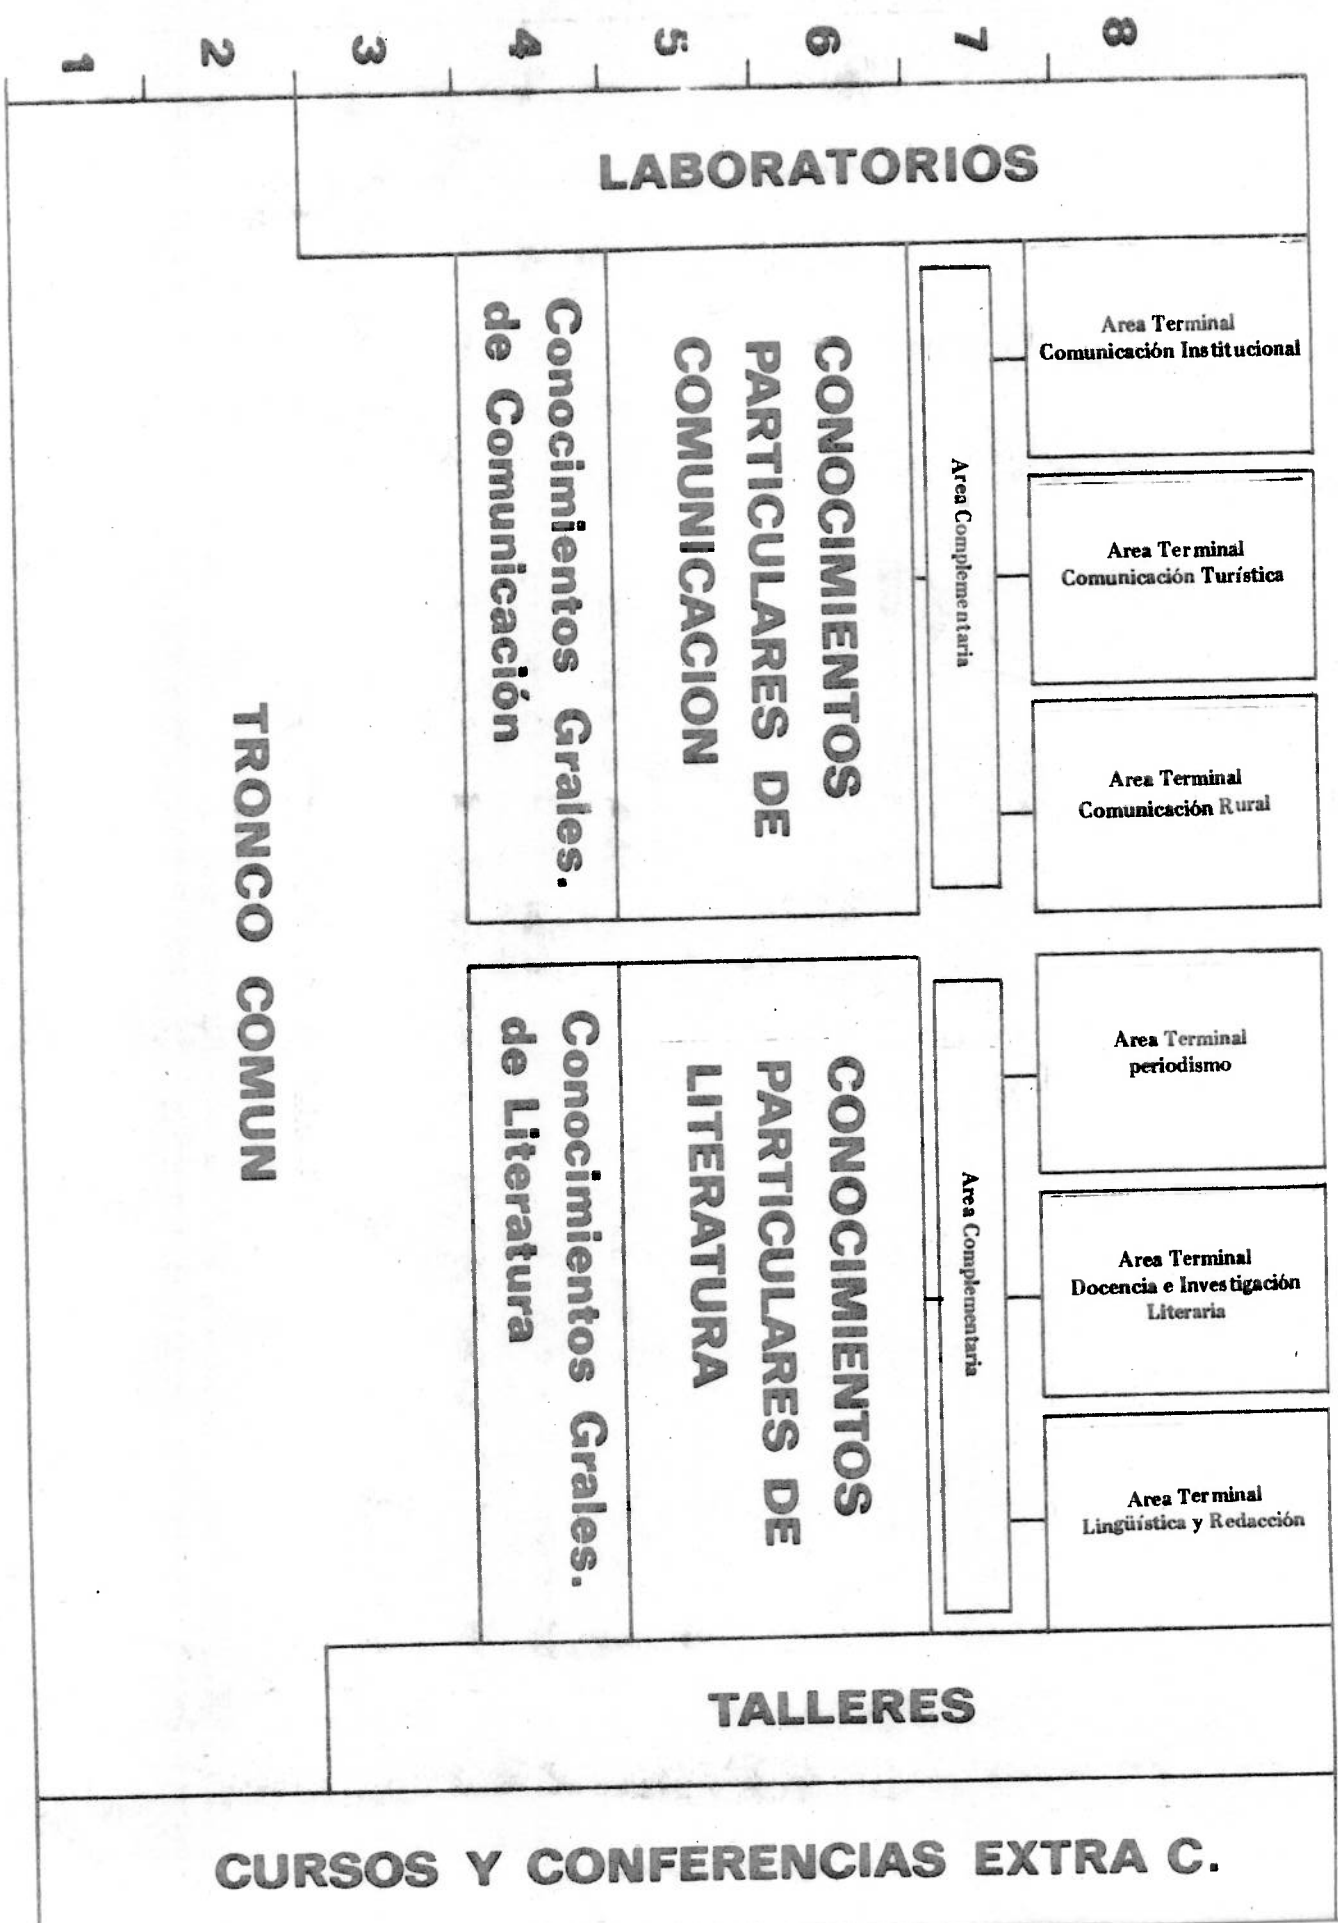 1
2
3
4
5
6
7
8
LABORATORIOS
Conocimientos Grales.
de Comunicación
CONOCIMIENTOS
PARTICULARES DE
COMUNICACION
Area Complementaria
Area Terminal
Comunicación Institucional
Area Terminal
Comunicación Turística
Area Terminal
Comunicación Rural
TRONCO COMUN
Conocimientos Grales.
de Literatura
CONOCIMIENTOS
PARTICULARES DE
LITERATURA
Area Complementaria
Area Terminal
periodismo
Area Terminal
Docencia e Investigación
Literaria
Area Terminal
Lingüística y Redacción
TALLERES
CURSOS Y CONFERENCIAS EXTRA C.